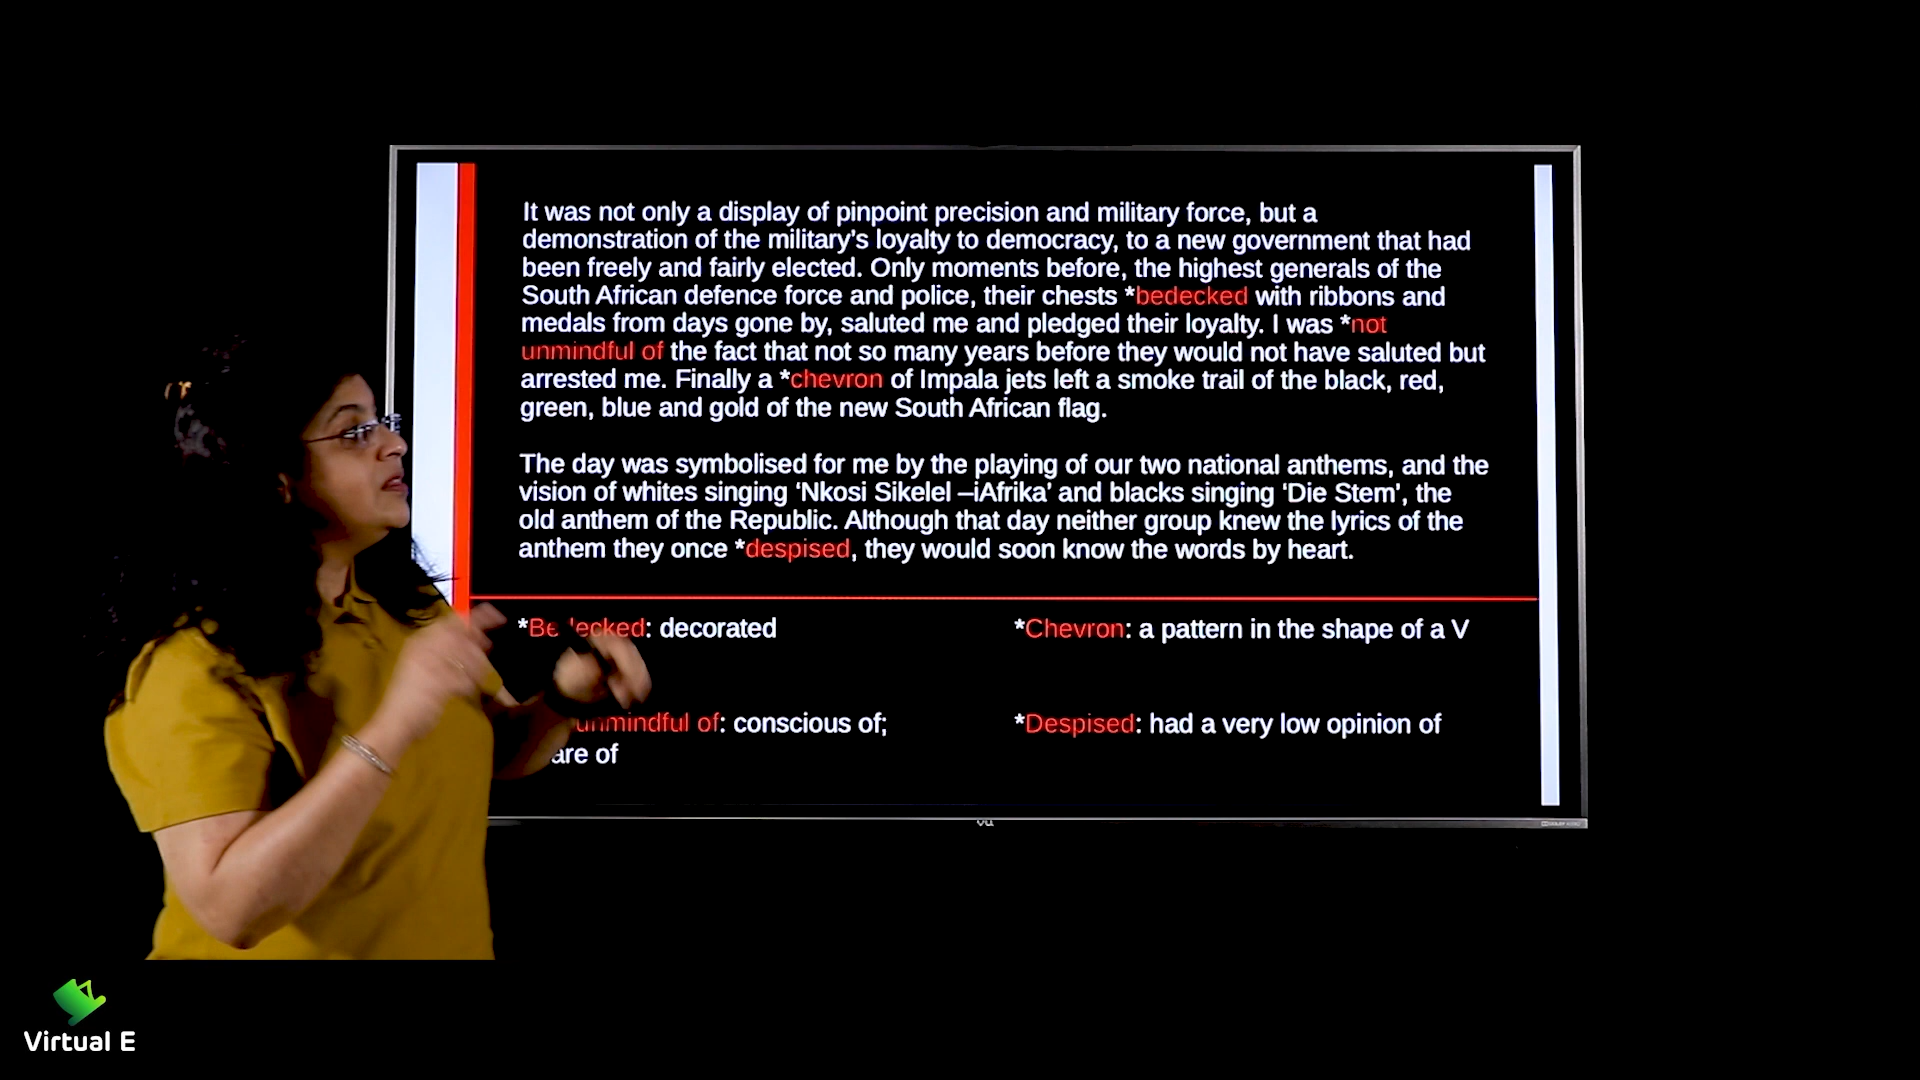 It was not only a display of pinpoint precision and military force, but a
demonstration of the military's loyalty to democracy, to a new government that had
been freely and fairly elected. Only moments before, the highest generals of the
South African defence force and police, their chests *bedecked with ribbons and
medals from days gone by, saluted me and pledged their loyalty. I was *not
unmindful of the fact that not so many years before they would not have saluted but
arrested me. Finally a *chevron of Impala jets left a smoke trail of the black, red,
green, blue and gold of the new South African flag.
The day was symbolised for me by the playing of our two national anthems, and the
vision of whites singing ‘Nkosi Sikelel –iAfrika’ and blacks singing ‘Die Stem’, the
old anthem of the Republic. Although that day neither group knew the lyrics of the
anthem they once *despised, they would soon know the words by heart.
*Bedecked: decorated
*Chevron: a pattern in the shape of a V
unmindful of: conscious of;
are of
*Despised: had a very low opinion of
Virtual E